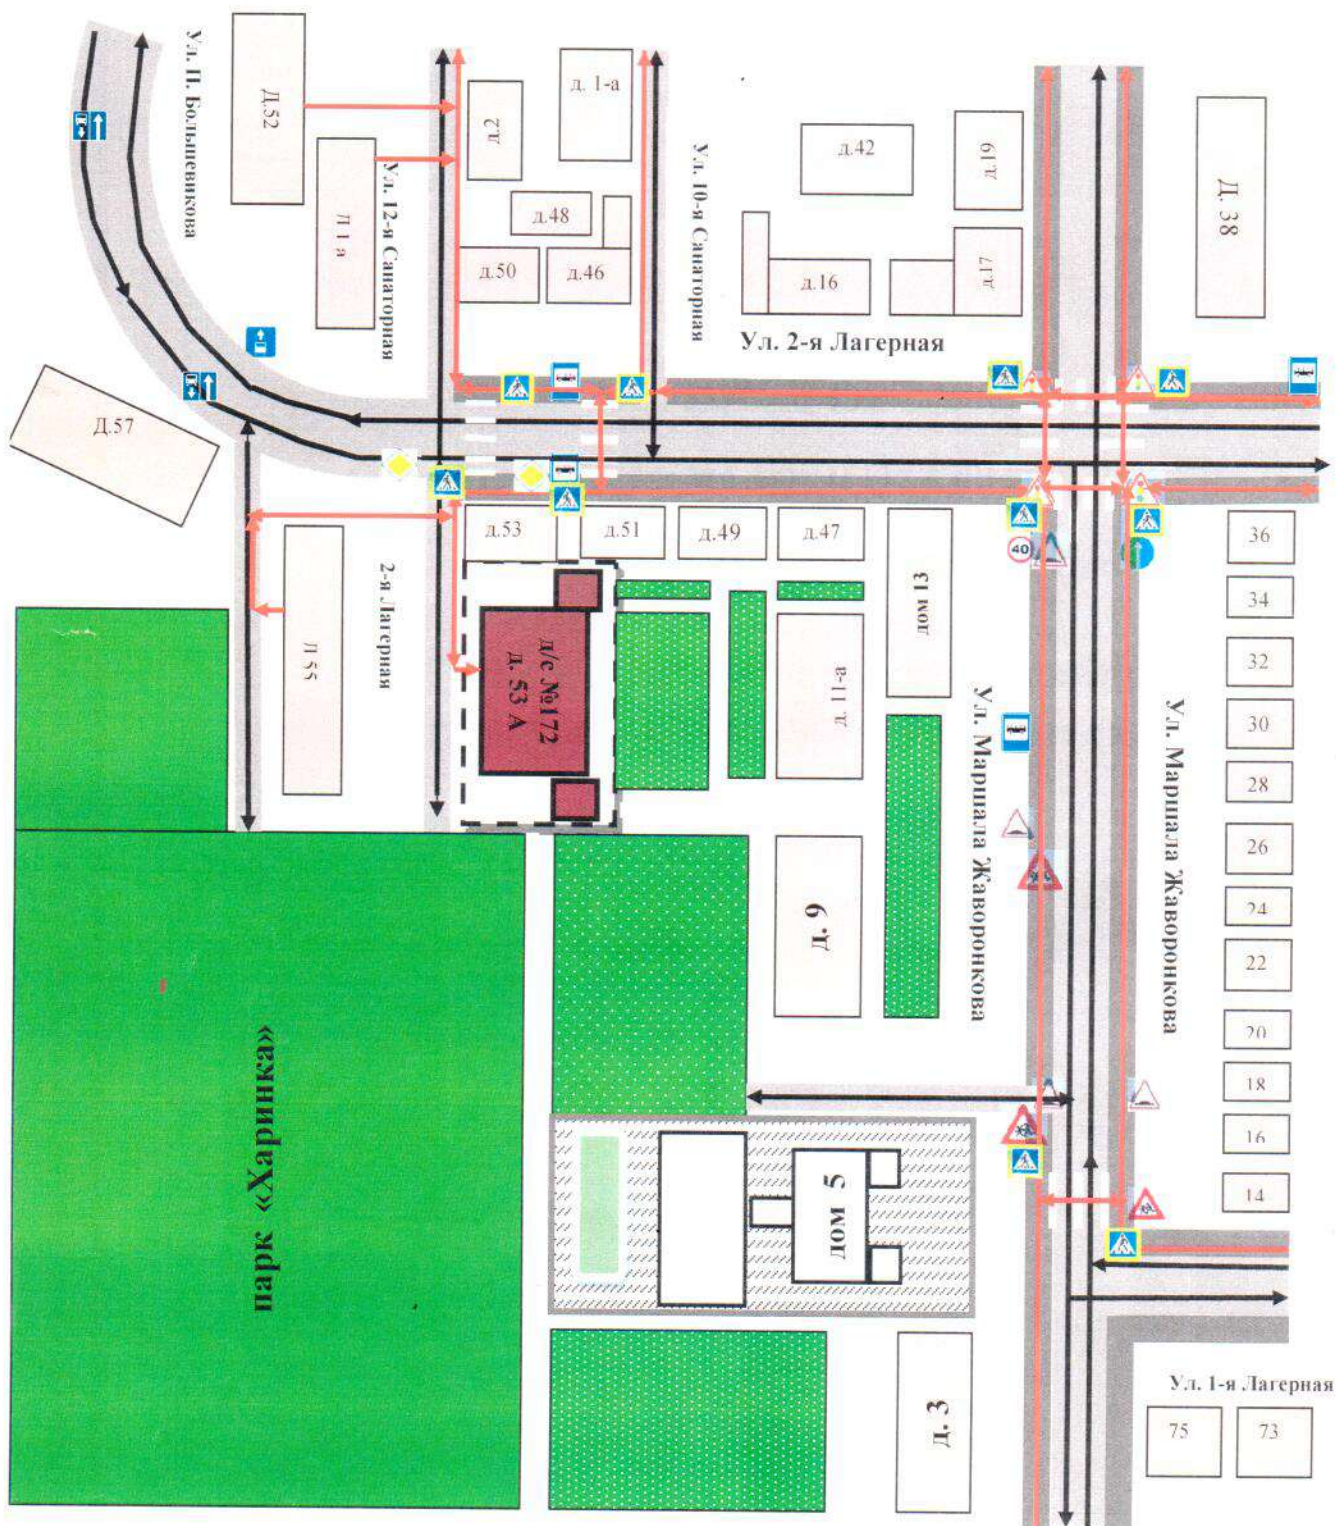 Ул. П. Большевикова
Д.52
Д 1 а
Ул. 12-я Санаторная
д.2
д. 1-а
д.48
д.50
д.46
Ул. 10-я Санаторная
д.42
д.19
д.16
д.17
Ул. 2-я Лагерная
Д. 38
Д.57
Д 55
2-я Лагерная
д.53
д.51
д.49
д.47
дом 13
д/с №172
д. 53 А
д. 11-а
40
Ул. Маршала Жаворонкова
Ул. Маршала Жаворонкова
36
34
32
30
28
26
24
22
20
18
16
14
д. 9
парк «Харинка»
дом 5
д. 3
Ул. 1-я Лагерная
75
73